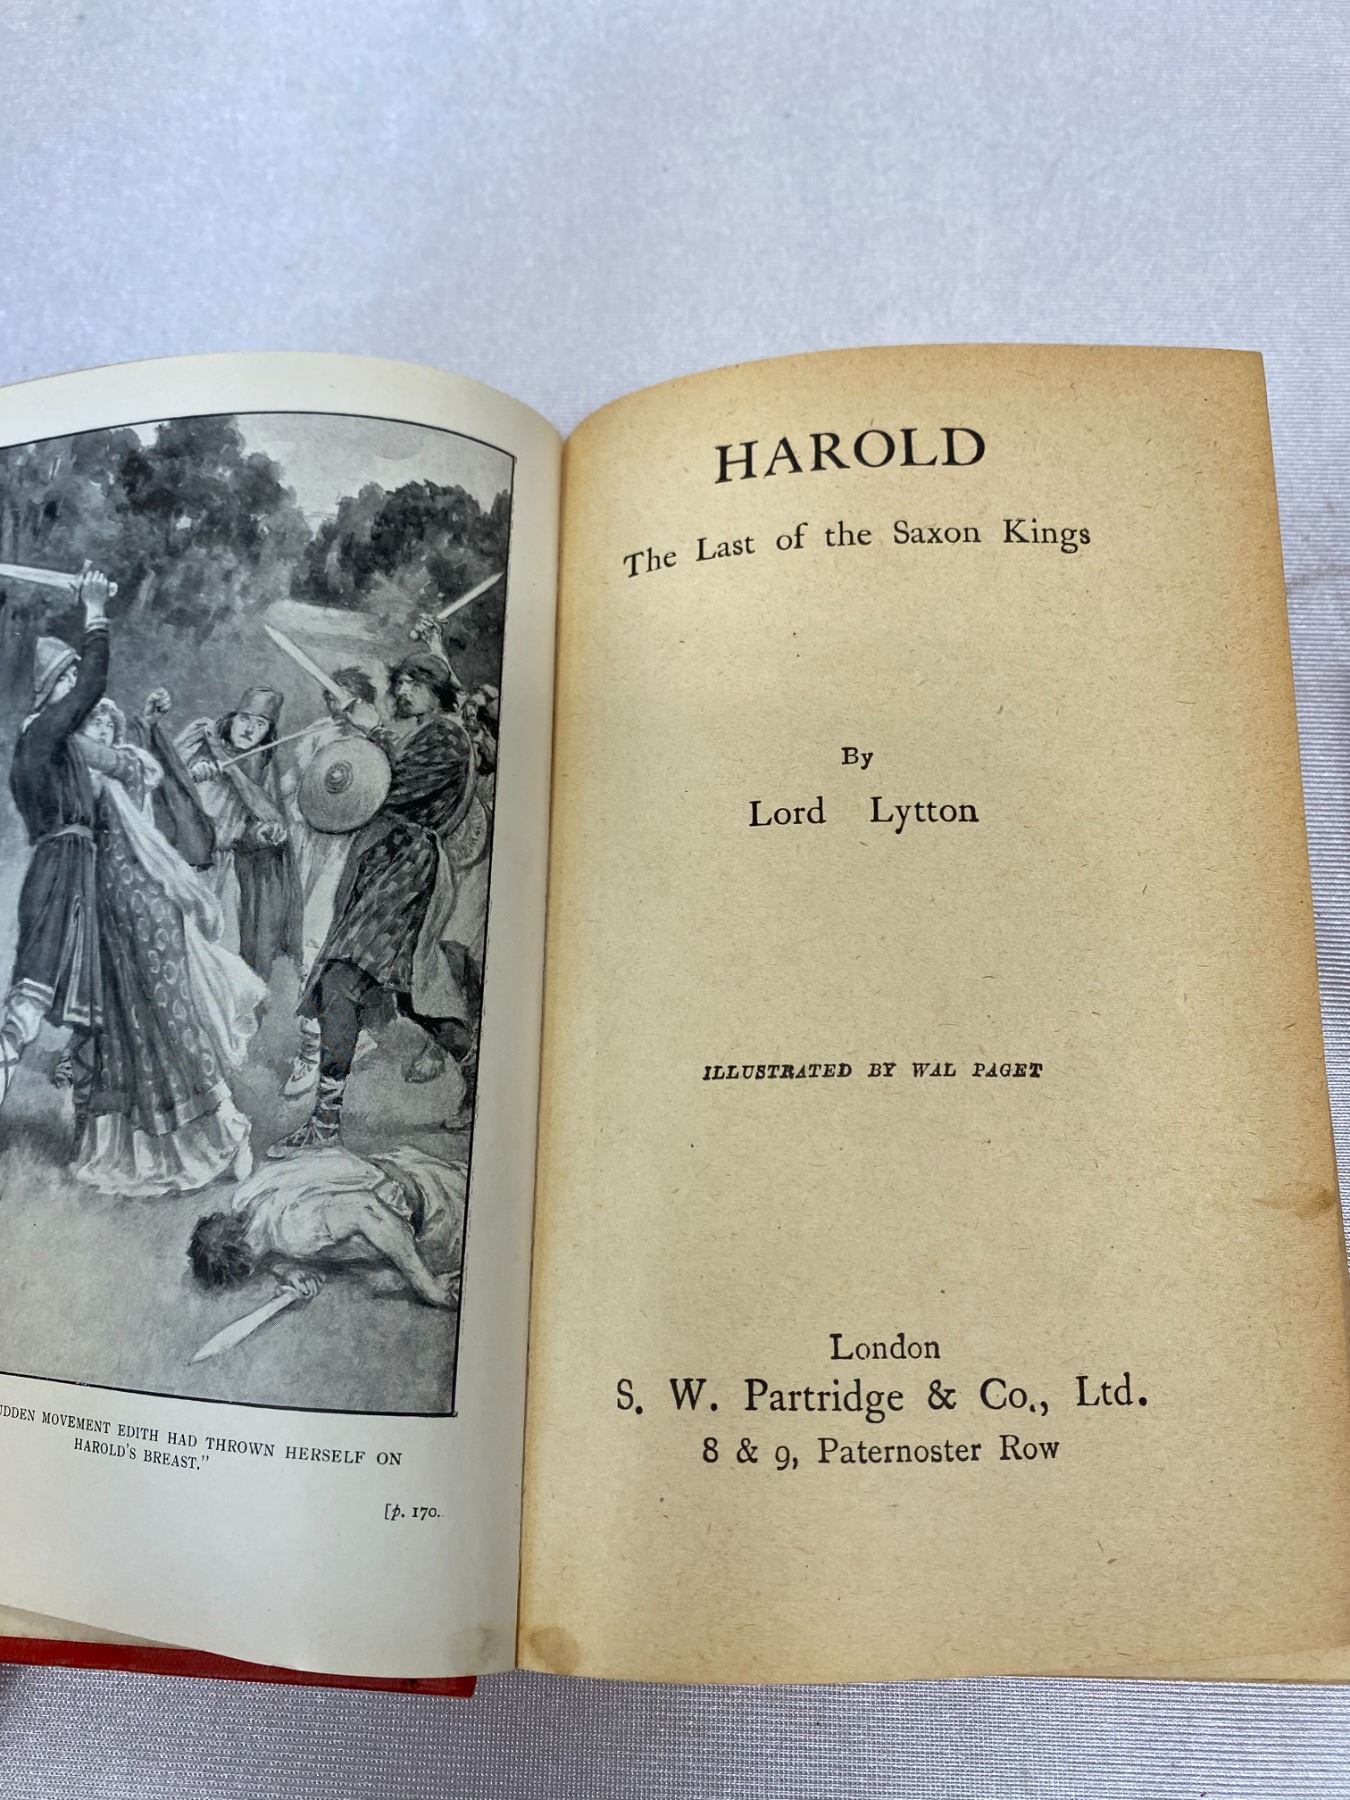 MOVEMENT EDITH HAD THROWN HERSELF ON
HAROLD'S BREAST."
[p. 170.
HAROLD
The Last of the Saxon Kings
By
Lord Lytton
ILLUSTRATED BY WAL PAGET
London
S. W. Partridge & Co., Ltd.
8 & 9, Paternoster Row